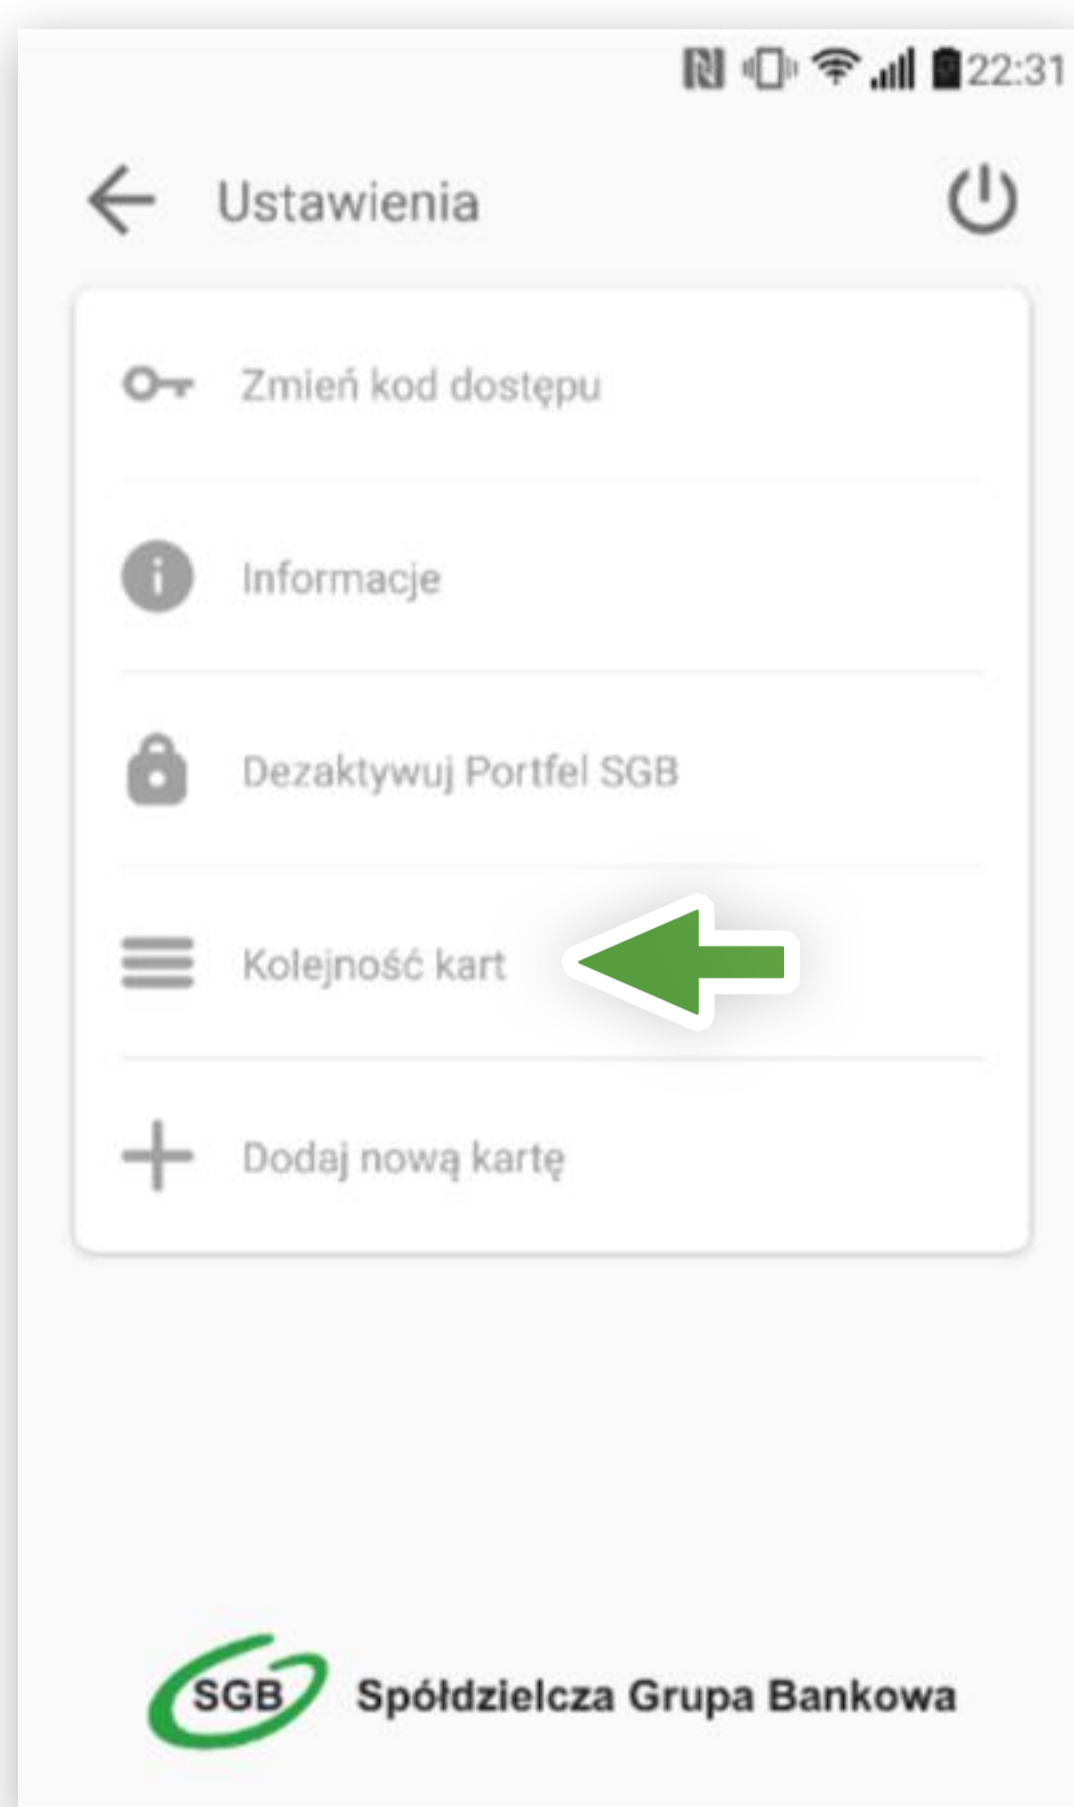 22:31
Ustawienia
Zmień kod dostępu
Informacje
Dezaktywuj Portfel SGB
Kolejność kart
Dodaj nową kartę
SGB Spółdzielcza Grupa Bankowa